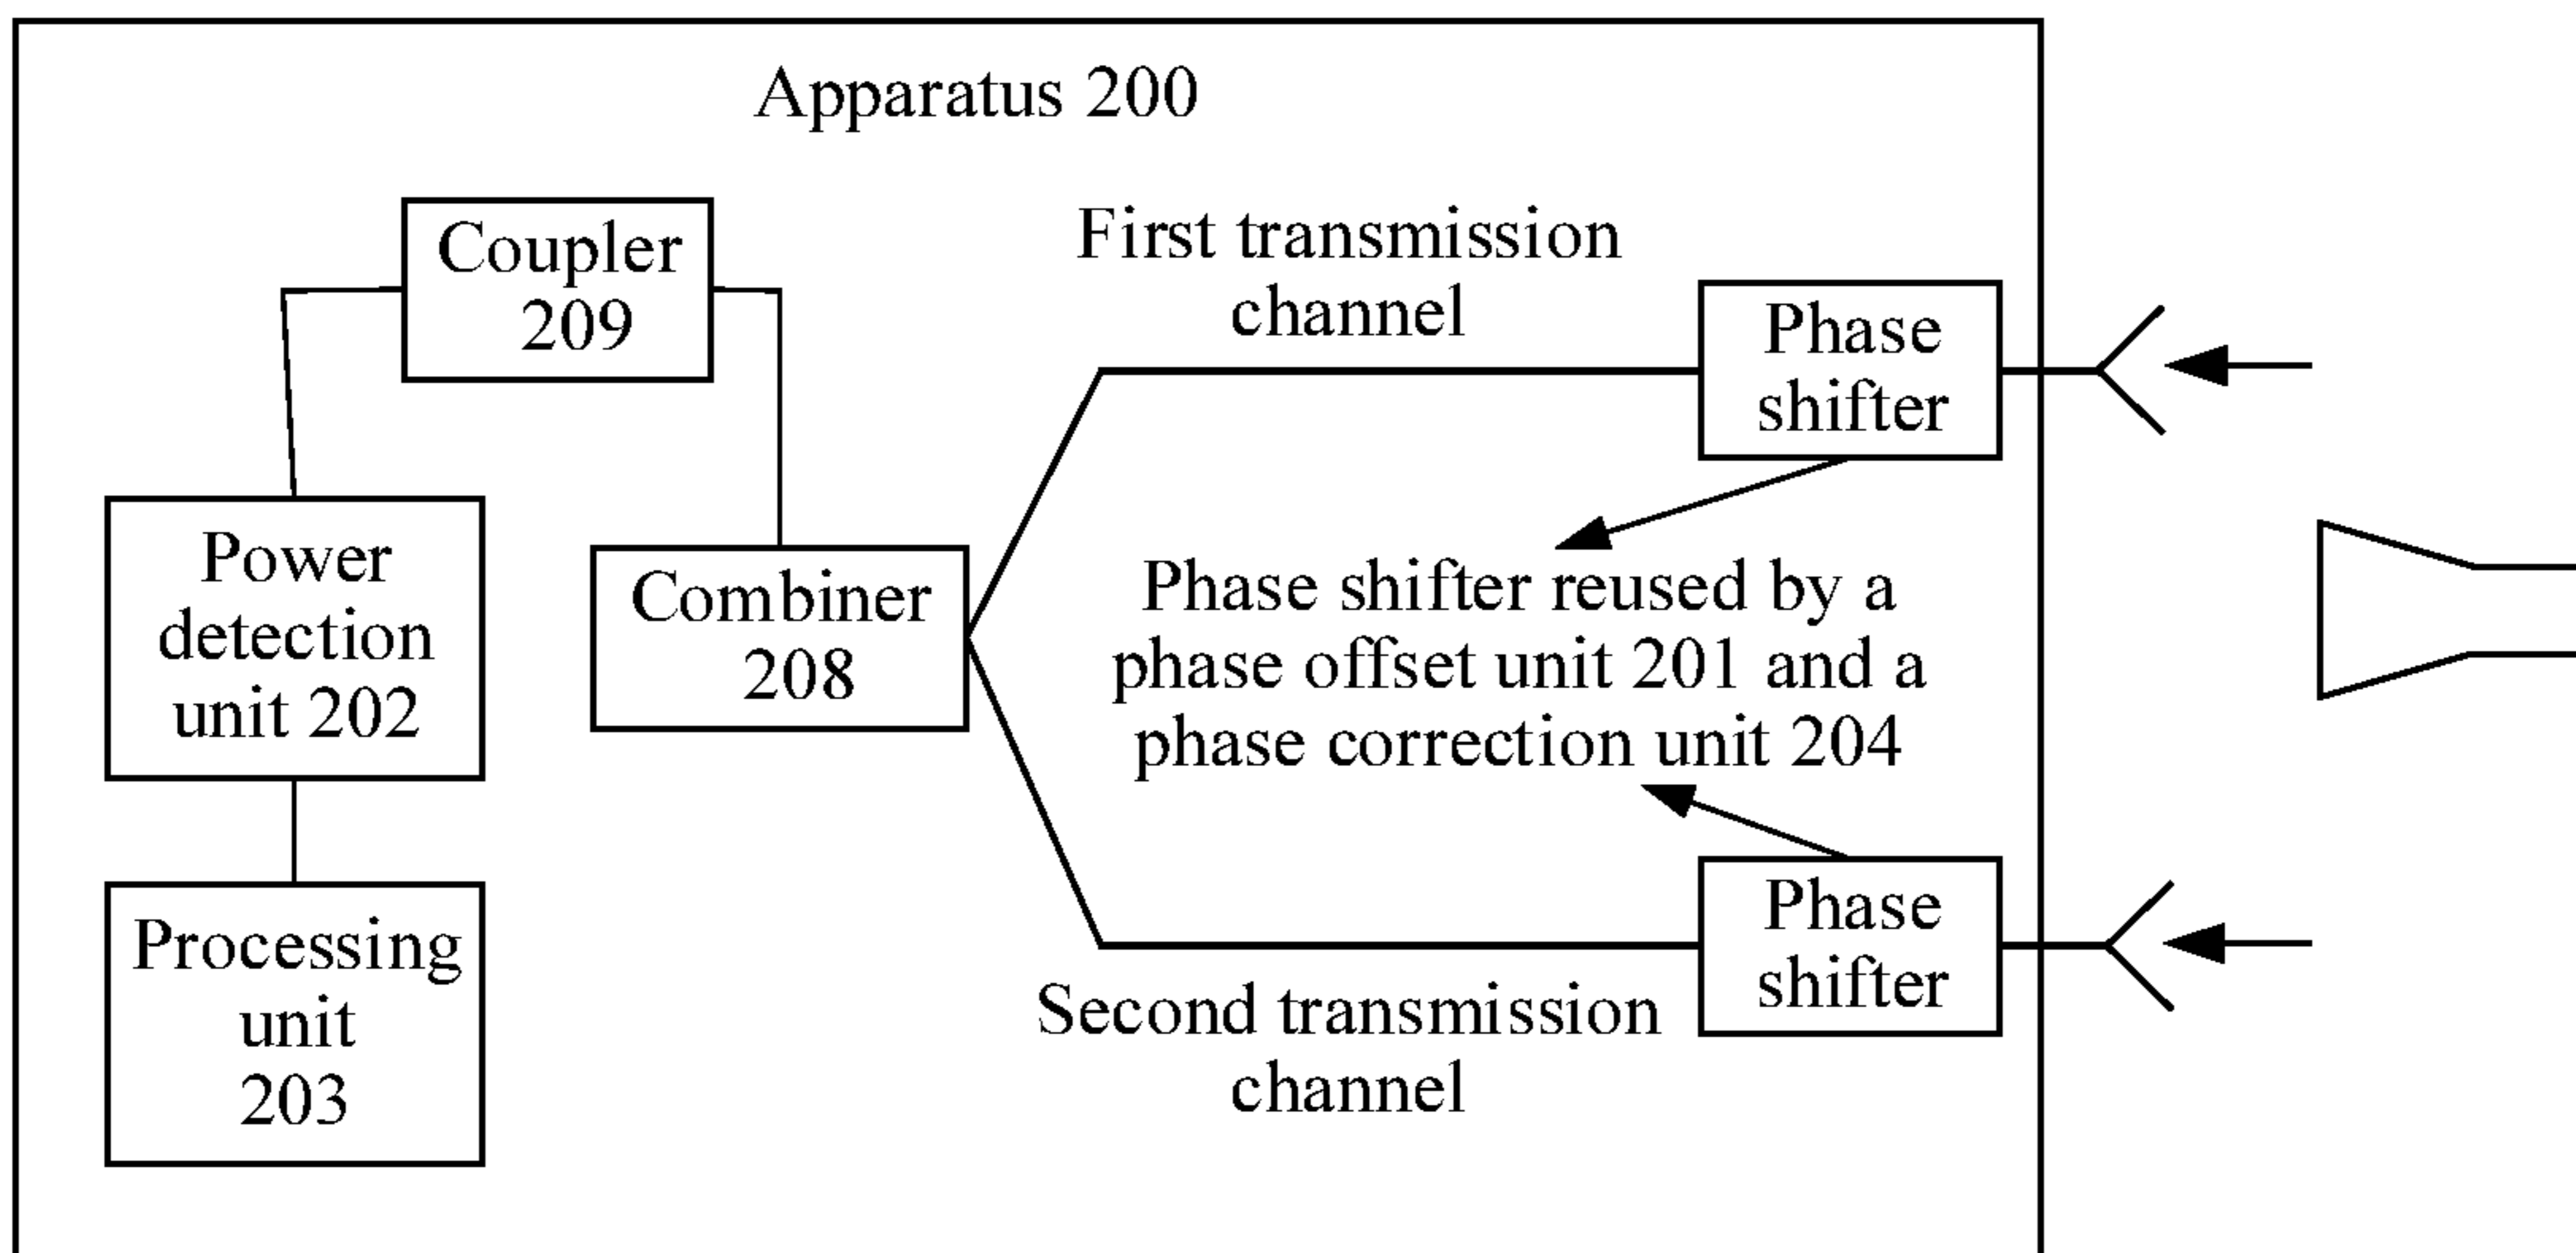 Apparatus 200
Coupler
209
First transmission
channel
Phase
shifter
Power
detection
unit 202
Combiner
208
Phase shifter reused by a
phase offset unit 201 and a
phase correction unit 204
Processing
unit
203
Phase
shifter
Second transmission
channel